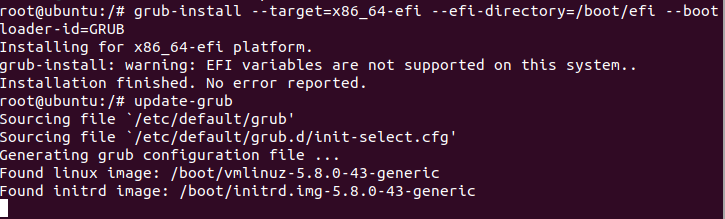 root@ubuntu:/# grub-install --target=x86_64-efi --efi-directory=/boot/efi --boot
loader-id=GRUB
Installing for x86_64-efi platform.
grub-install: warning: EFI variables are not supported on this system..
Installation finished. No error reported.
root@ubuntu:/# update-grub
Sourcing file `/etc/default/grub'
Sourcing file `/etc/default/grub.d/init-select.cfg'
Generating grub configuration file ...
Found linux image: /boot/vmlinuz-5.8.0-43-generic
Found initrd image: /boot/initrd.img-5.8.0-43-generic